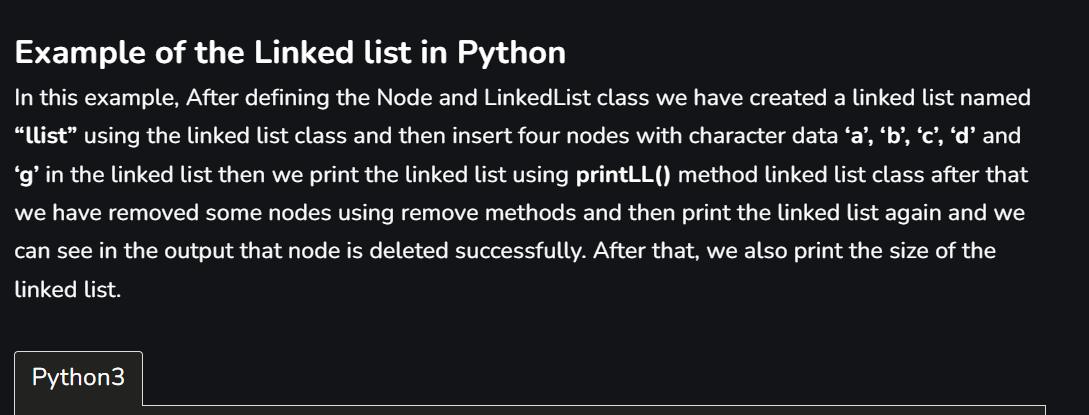 Example of the Linked list in Python
In this example, After defining the Node and LinkedList class we have created a linked list named
“llist” using the linked list class and then insert four nodes with character data ‘a’, ‘b’, ‘c’, ‘d’ and
‘g’ in the linked list then we print the linked list using printLL() method linked list class after that
we have removed some nodes using remove methods and then print the linked list again and we
can see in the output that node is deleted successfully. After that, we also print the size of the
linked list.
Python3